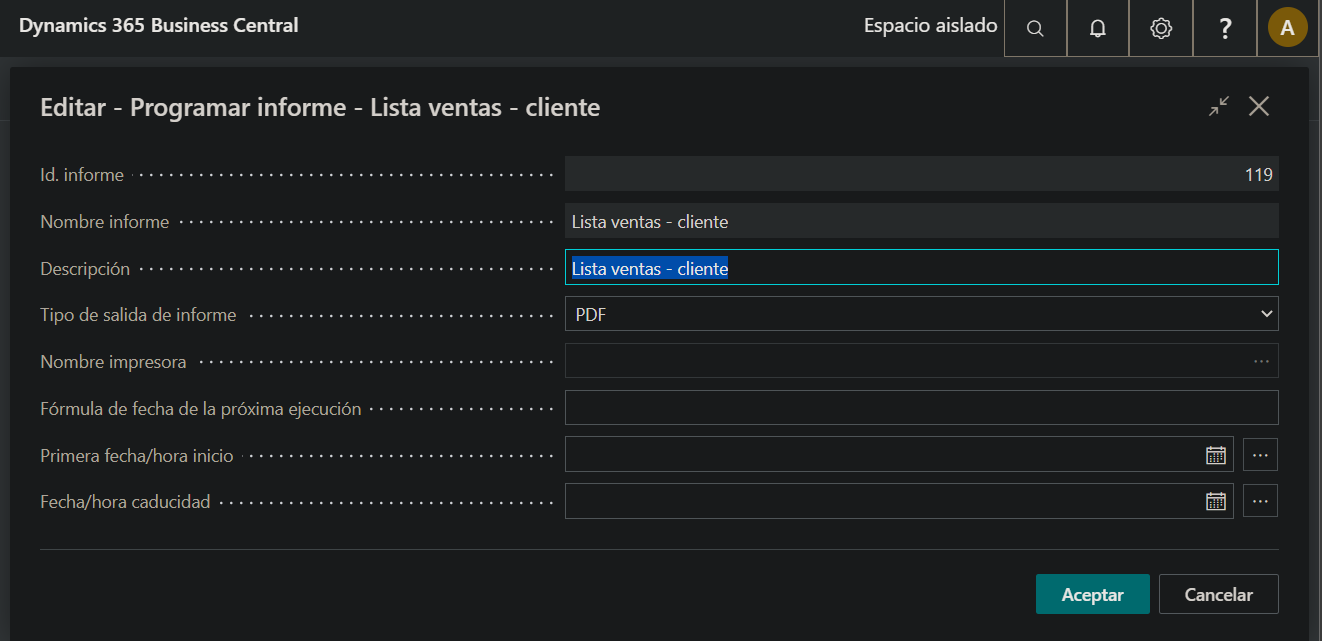 Dynamics 365 Business Central
Espacio aislado
?
A
Editar - Programar informe - Lista ventas - cliente
Id. informe 119
Nombre informe Lista ventas - cliente
Descripción Lista ventas - cliente
Tipo de salida de informe PDF
Nombre impresora
Fórmula de fecha de la próxima ejecución
Primera fecha/hora inicio
Fecha/hora caducidad
Aceptar Cancelar